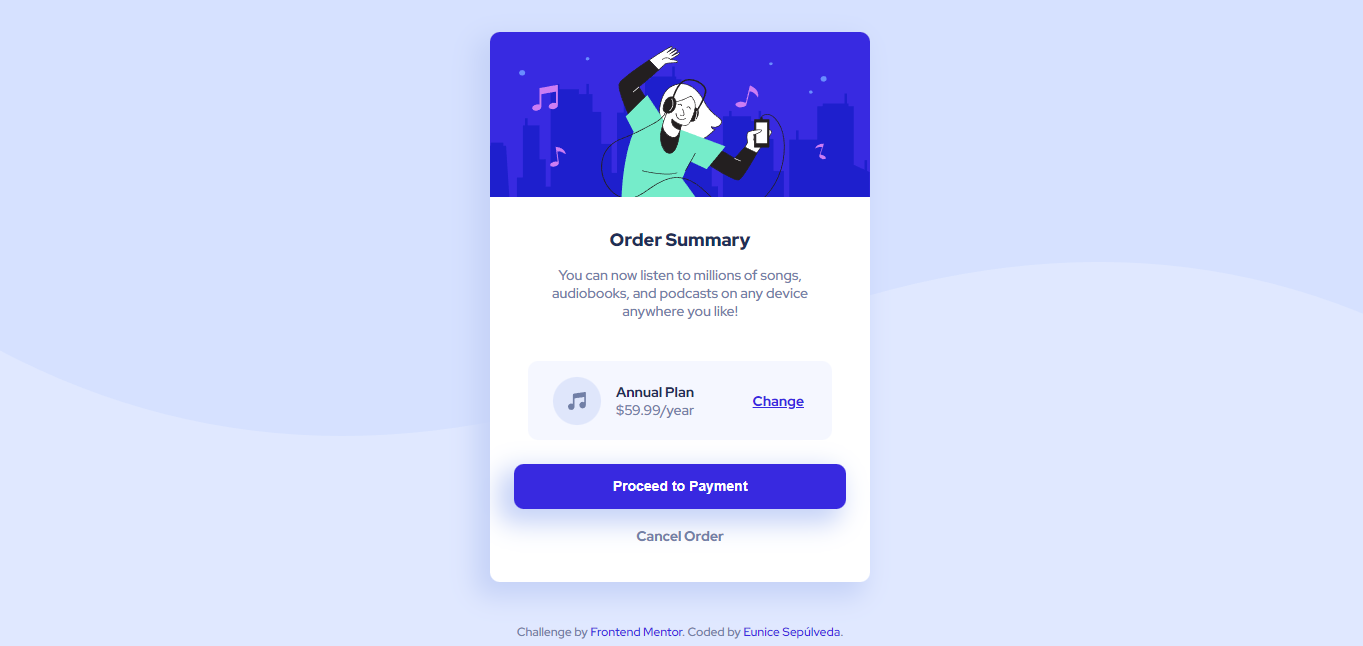 Order Summary
You can now listen to millions of songs,
audiobooks, and podcasts on any device
anywhere you like!
Annual Plan
$59.99/year
Change
Proceed to Payment
Cancel Order
Challenge by Frontend Mentor. Coded by Eunice Sepúlveda.